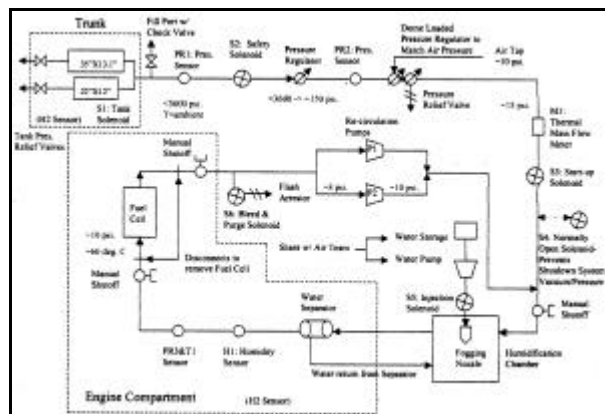 Trunk
Fill Port w/
Check Valve
PR1: Pres.
Sensor
S2: Safety
Solenoid
Pressure
Regulator
PR2: Pres.
Sensor
Dome Loaded
Pressure Regulator to
Match Air Pressure
Air Tap
~10 psi.
S1: Tank
Solenoid
(H2 Sensor)
Tank Pres.
Relief Valves
<3600 psi.
T=ambient
<3600 -> ~150 psi.
Pressure
Relief Valve
~15 psi.
M1:
Thermal
Mass Flow
Meter
Manual
Shutoff
Re-circulation
Pumps
S3: Start-up
Solenoid
Fuel
Cell
S6: Bleed &
Purge Solenoid
Flash
Arrestor
~10 psi.
S4: Normally
Open Solenoid-
Prevents
Shutdown System
Vacuum/Pressure
~10 psi.
~60 deg. C
Manual
Shutoff
Disconnects to
remove Fuel Cell
Share w/ Air Team
Water Storage
Water Pump
S5: Injection
Solenoid
Manual
Shutoff
Water
Separator
PR3&T1
Sensor
H1: Humidity
Sensor
Fogging
Nozzle
Humidification
Chamber
Water return from Separator
Engine Compartment
(H2 Sensor)